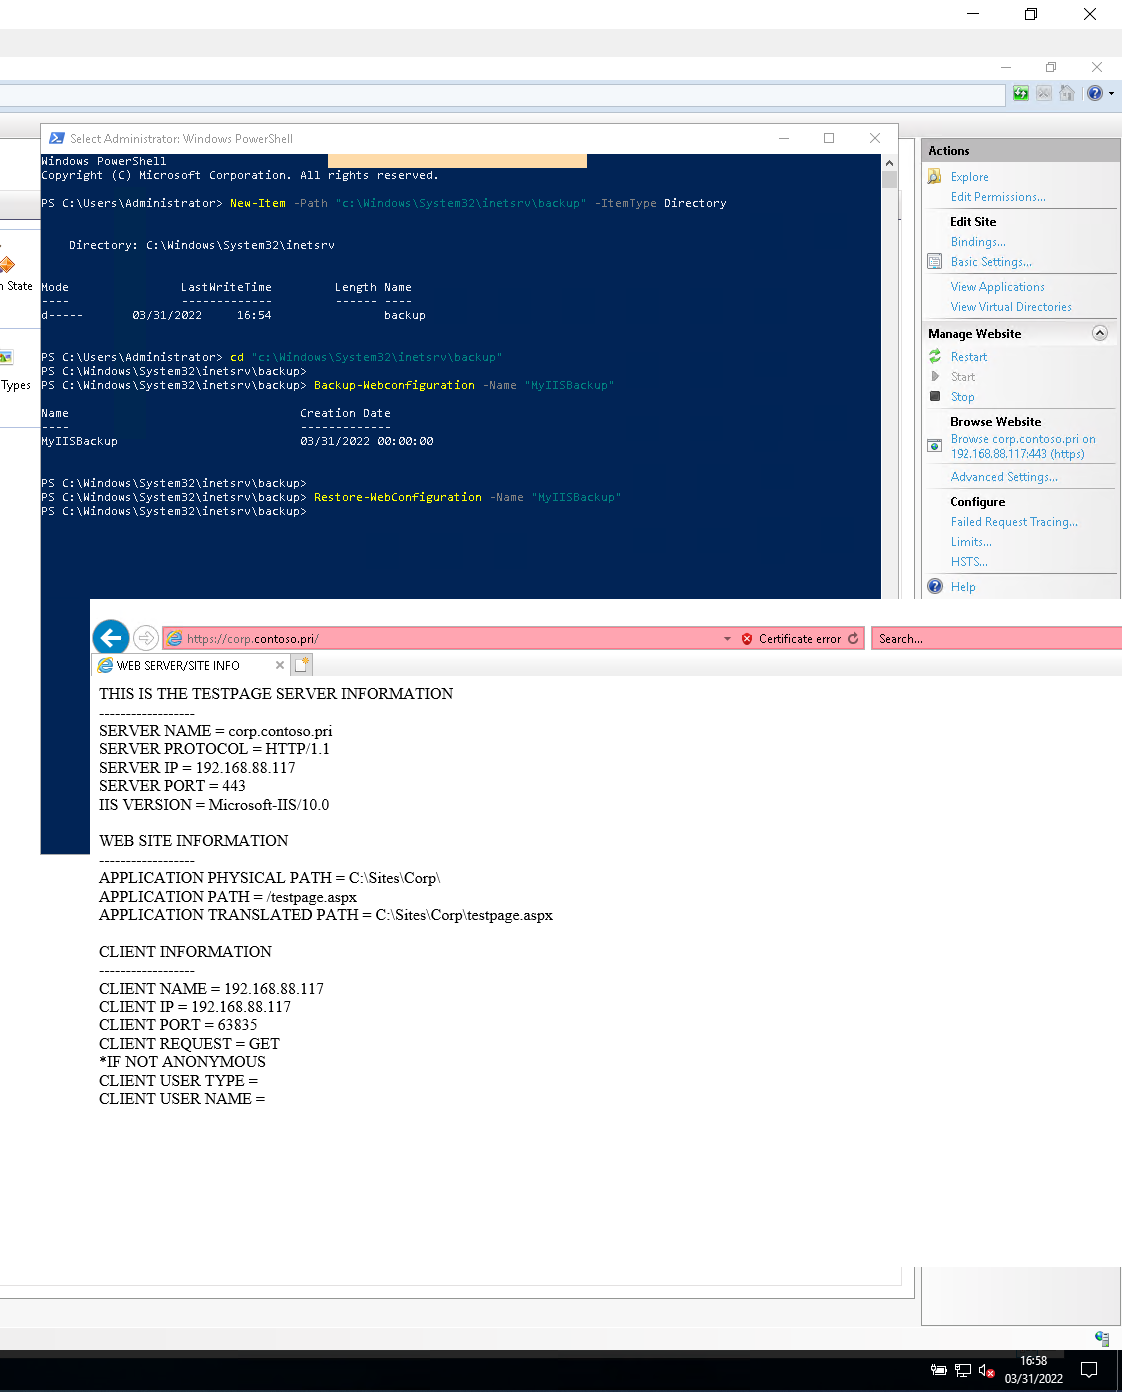 Select Administrator: Windows PowerShell
Windows PowerShell
Copyright (C) Microsoft Corporation. All rights reserved.
PS C:\Users\Administrator> New-Item -Path "c:\Windows\System32\inetsrv\backup" -ItemType Directory
Directory: C:\Windows\System32\inetsrv
Mode LastWriteTime Length Name
---- ------------- ------ ----
d----- 03/31/2022 16:54 backup
PS C:\Users\Administrator> cd "c:\Windows\System32\inetsrv\backup"
PS C:\Windows\System32\inetsrv\backup>
PS C:\Windows\System32\inetsrv\backup> Backup-Webconfiguration -Name "MyIISBackup"
Name Creation Date
---- -------------
MyIISBackup 03/31/2022 00:00:00
PS C:\Windows\System32\inetsrv\backup>
PS C:\Windows\System32\inetsrv\backup> Restore-WebConfiguration -Name "MyIISBackup"
PS C:\Windows\System32\inetsrv\backup>
n State
Types
Actions
Explore
Edit Permissions...
Edit Site
Bindings...
Basic Settings...
View Applications
View Virtual Directories
Manage Website
Restart
Start
Stop
Browse Website
Browse corp.contoso.pri on
192.168.88.117:443 (https)
Advanced Settings...
Configure
Failed Request Tracing...
Limits...
HSTS...
Help
https://corp.contoso.pri/
Certificate error
Search...
WEB SERVER/SITE INFO
THIS IS THE TESTPAGE SERVER INFORMATION
------------------
SERVER NAME = corp.contoso.pri
SERVER PROTOCOL = HTTP/1.1
SERVER IP = 192.168.88.117
SERVER PORT = 443
IIS VERSION = Microsoft-IIS/10.0
WEB SITE INFORMATION
------------------
APPLICATION PHYSICAL PATH = C:\Sites\Corp\
APPLICATION PATH = /testpage.aspx
APPLICATION TRANSLATED PATH = C:\Sites\Corp\testpage.aspx
CLIENT INFORMATION
------------------
CLIENT NAME = 192.168.88.117
CLIENT IP = 192.168.88.117
CLIENT PORT = 63835
CLIENT REQUEST = GET
*IF NOT ANONYMOUS
CLIENT USER TYPE =
CLIENT USER NAME =
16:58
03/31/2022